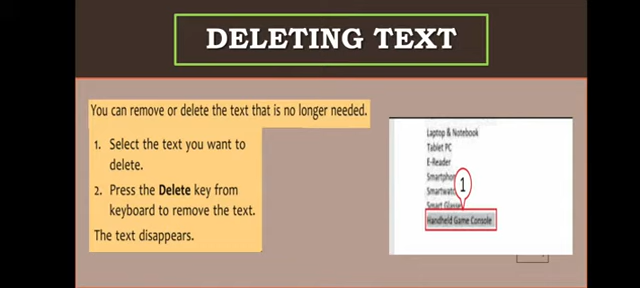 DELETING TEXT
You can remove or delete the text that is no longer needed.
1. Select the text you want to
delete.
2. Press the Delete key from
keyboard to remove the text.
The text disappears.
Laptop & Notebook
Tablet PC
E-Reader
1
Smart Glasses
Handheld Game Console